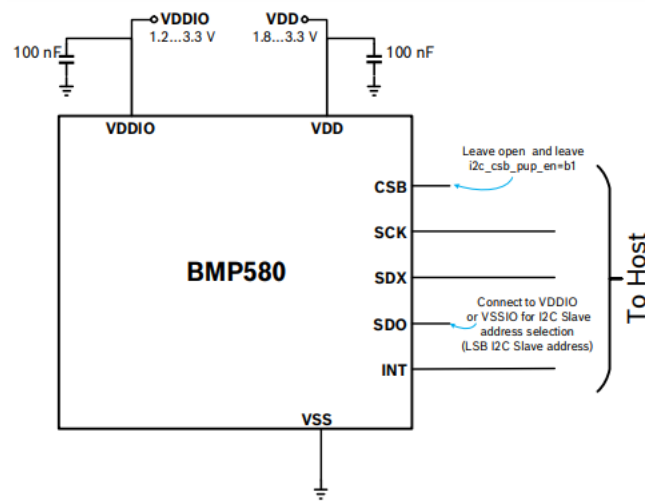 VDDIO
1.2...3.3 V
VDD
1.8...3.3 V
100 nF
100 nF
VDDIO
VDD
Leave open and leave
i2c_csb_pup_en=b1
CSB
SCK
BMP580
SDX
Connect to VDDIO
or VSSIO for I2C Slave
address selection
(LSB I2C Slave address)
SDO
INT
VSS
To Host